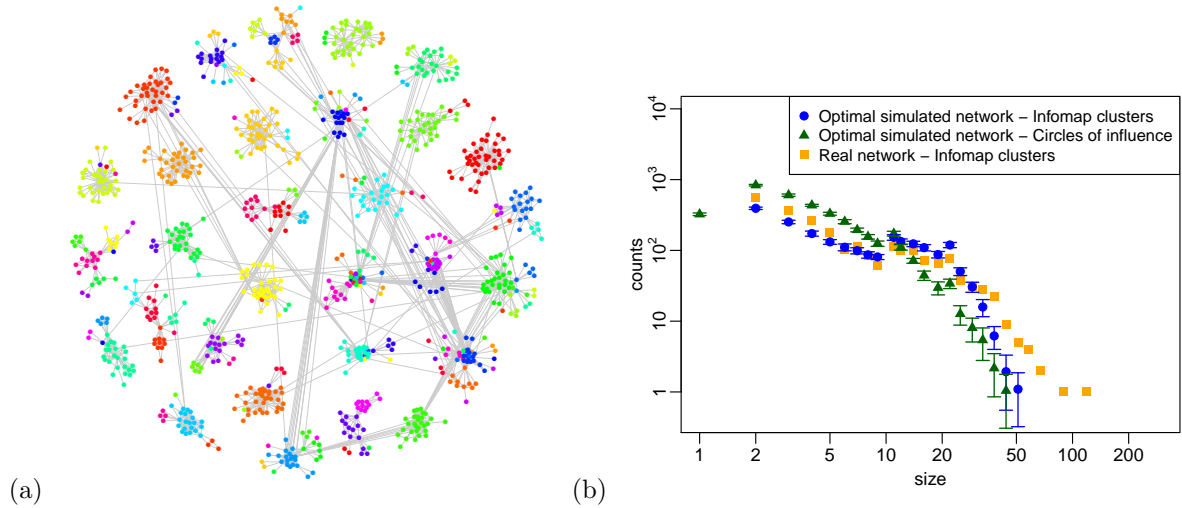 Optimal simulated network – Infomap clusters
Optimal simulated network – Circles of influence
Real network – Infomap clusters
10^4
10^3
10^2
10
1
counts
1 2 5 10 20 50 100 200
size
(a)
(b)